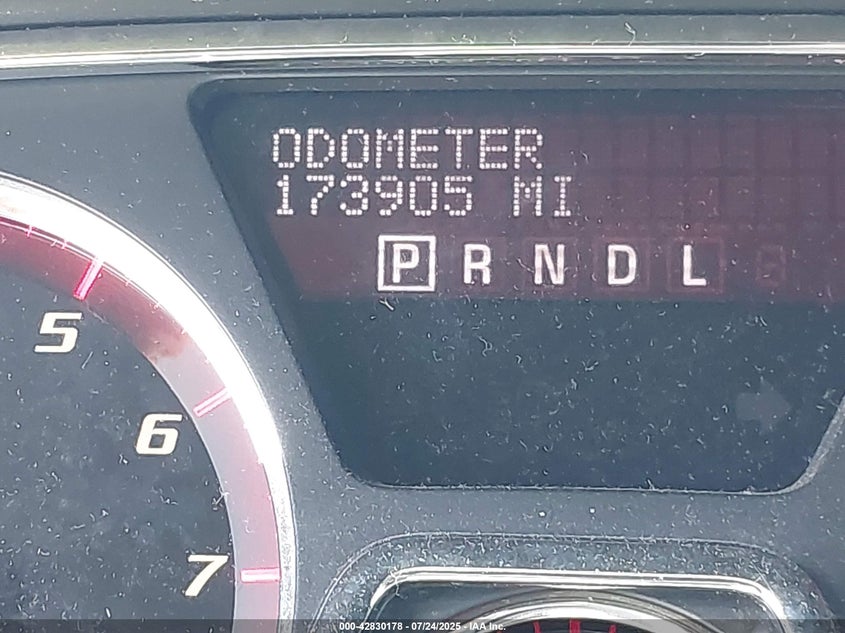 ODOMETER
173905 MI
P R N D L
5
6
7
000-42830178 - 07/24/2025 - IAA Inc.